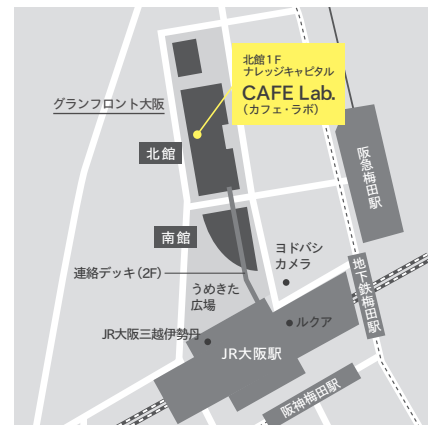 北館1F
ナレッジキャピタル
CAFE Lab.
(カフェ・ラボ)
グランフロント大阪
北館
阪急梅田駅
南館
ヨドバシ
カメラ
連絡デッキ(2F)
うめきた
広場
地下鉄梅田駅
ルクア
JR大阪三越伊勢丹
JR大阪駅
阪神梅田駅